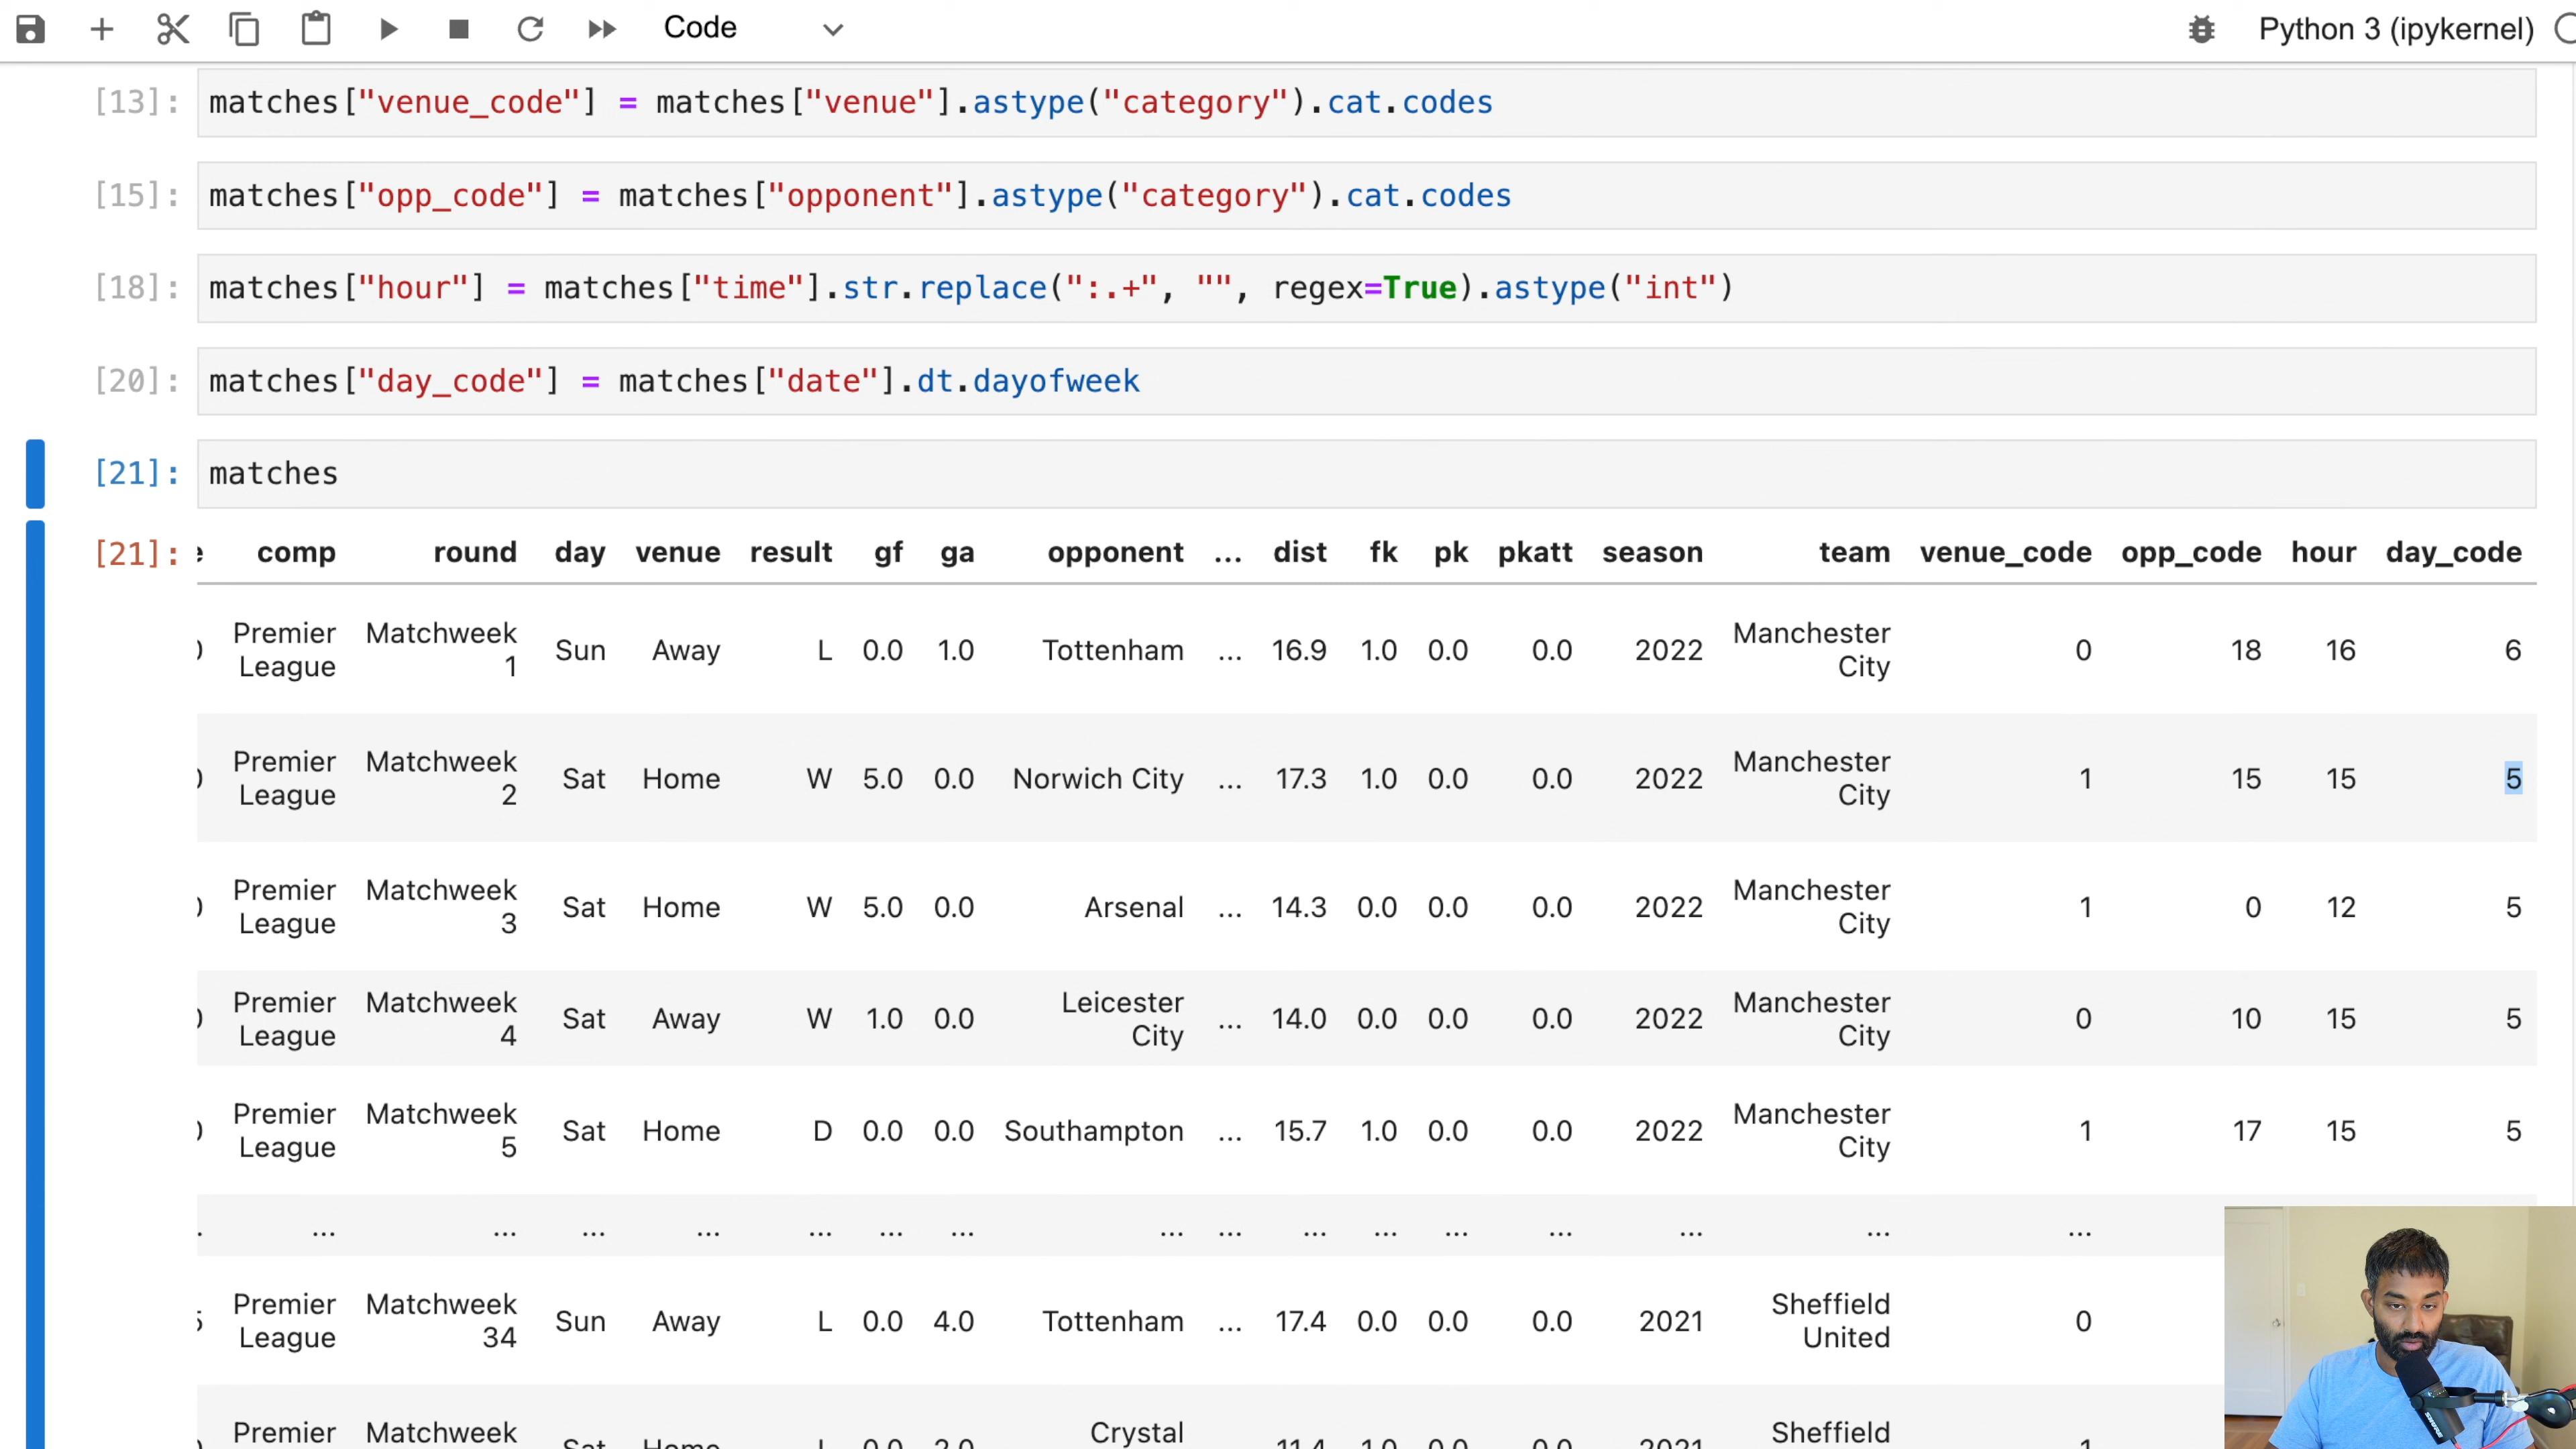 Code
Python 3 (ipykernel)
[13]: matches["venue_code"] = matches["venue"].astype("category").cat.codes
[15]: matches["opp_code"] = matches["opponent"].astype("category").cat.codes
[18]: matches["hour"] = matches["time"].str.replace(":.+", "", regex=True).astype("int")
[20]: matches["day_code"] = matches["date"].dt.dayofweek
[21]: matches
[21]: e comp round day venue result gf ga opponent ... dist fk pk pkatt season team venue_code opp_code hour day_code
Premier League Matchweek 1 Sun Away L 0.0 1.0 Tottenham ... 16.9 1.0 0.0 0.0 2022 Manchester City 0 18 16 6
Premier League Matchweek 2 Sat Home W 5.0 0.0 Norwich City ... 17.3 1.0 0.0 0.0 2022 Manchester City 1 15 15 5
Premier League Matchweek 3 Sat Home W 5.0 0.0 Arsenal ... 14.3 0.0 0.0 0.0 2022 Manchester City 1 0 12 5
Premier League Matchweek 4 Sat Away W 1.0 0.0 Leicester City ... 14.0 0.0 0.0 0.0 2022 Manchester City 0 10 15 5
Premier League Matchweek 5 Sat Home D 0.0 0.0 Southampton ... 15.7 1.0 0.0 0.0 2022 Manchester City 1 17 15 5
... ... ... ... ... ... ... ... ... ... ... ... ... ... ... ...
Premier League Matchweek 34 Sun Away L 0.0 4.0 Tottenham ... 17.4 0.0 0.0 0.0 2021 Sheffield United 0
Premier Matchweek Crystal Sheffield